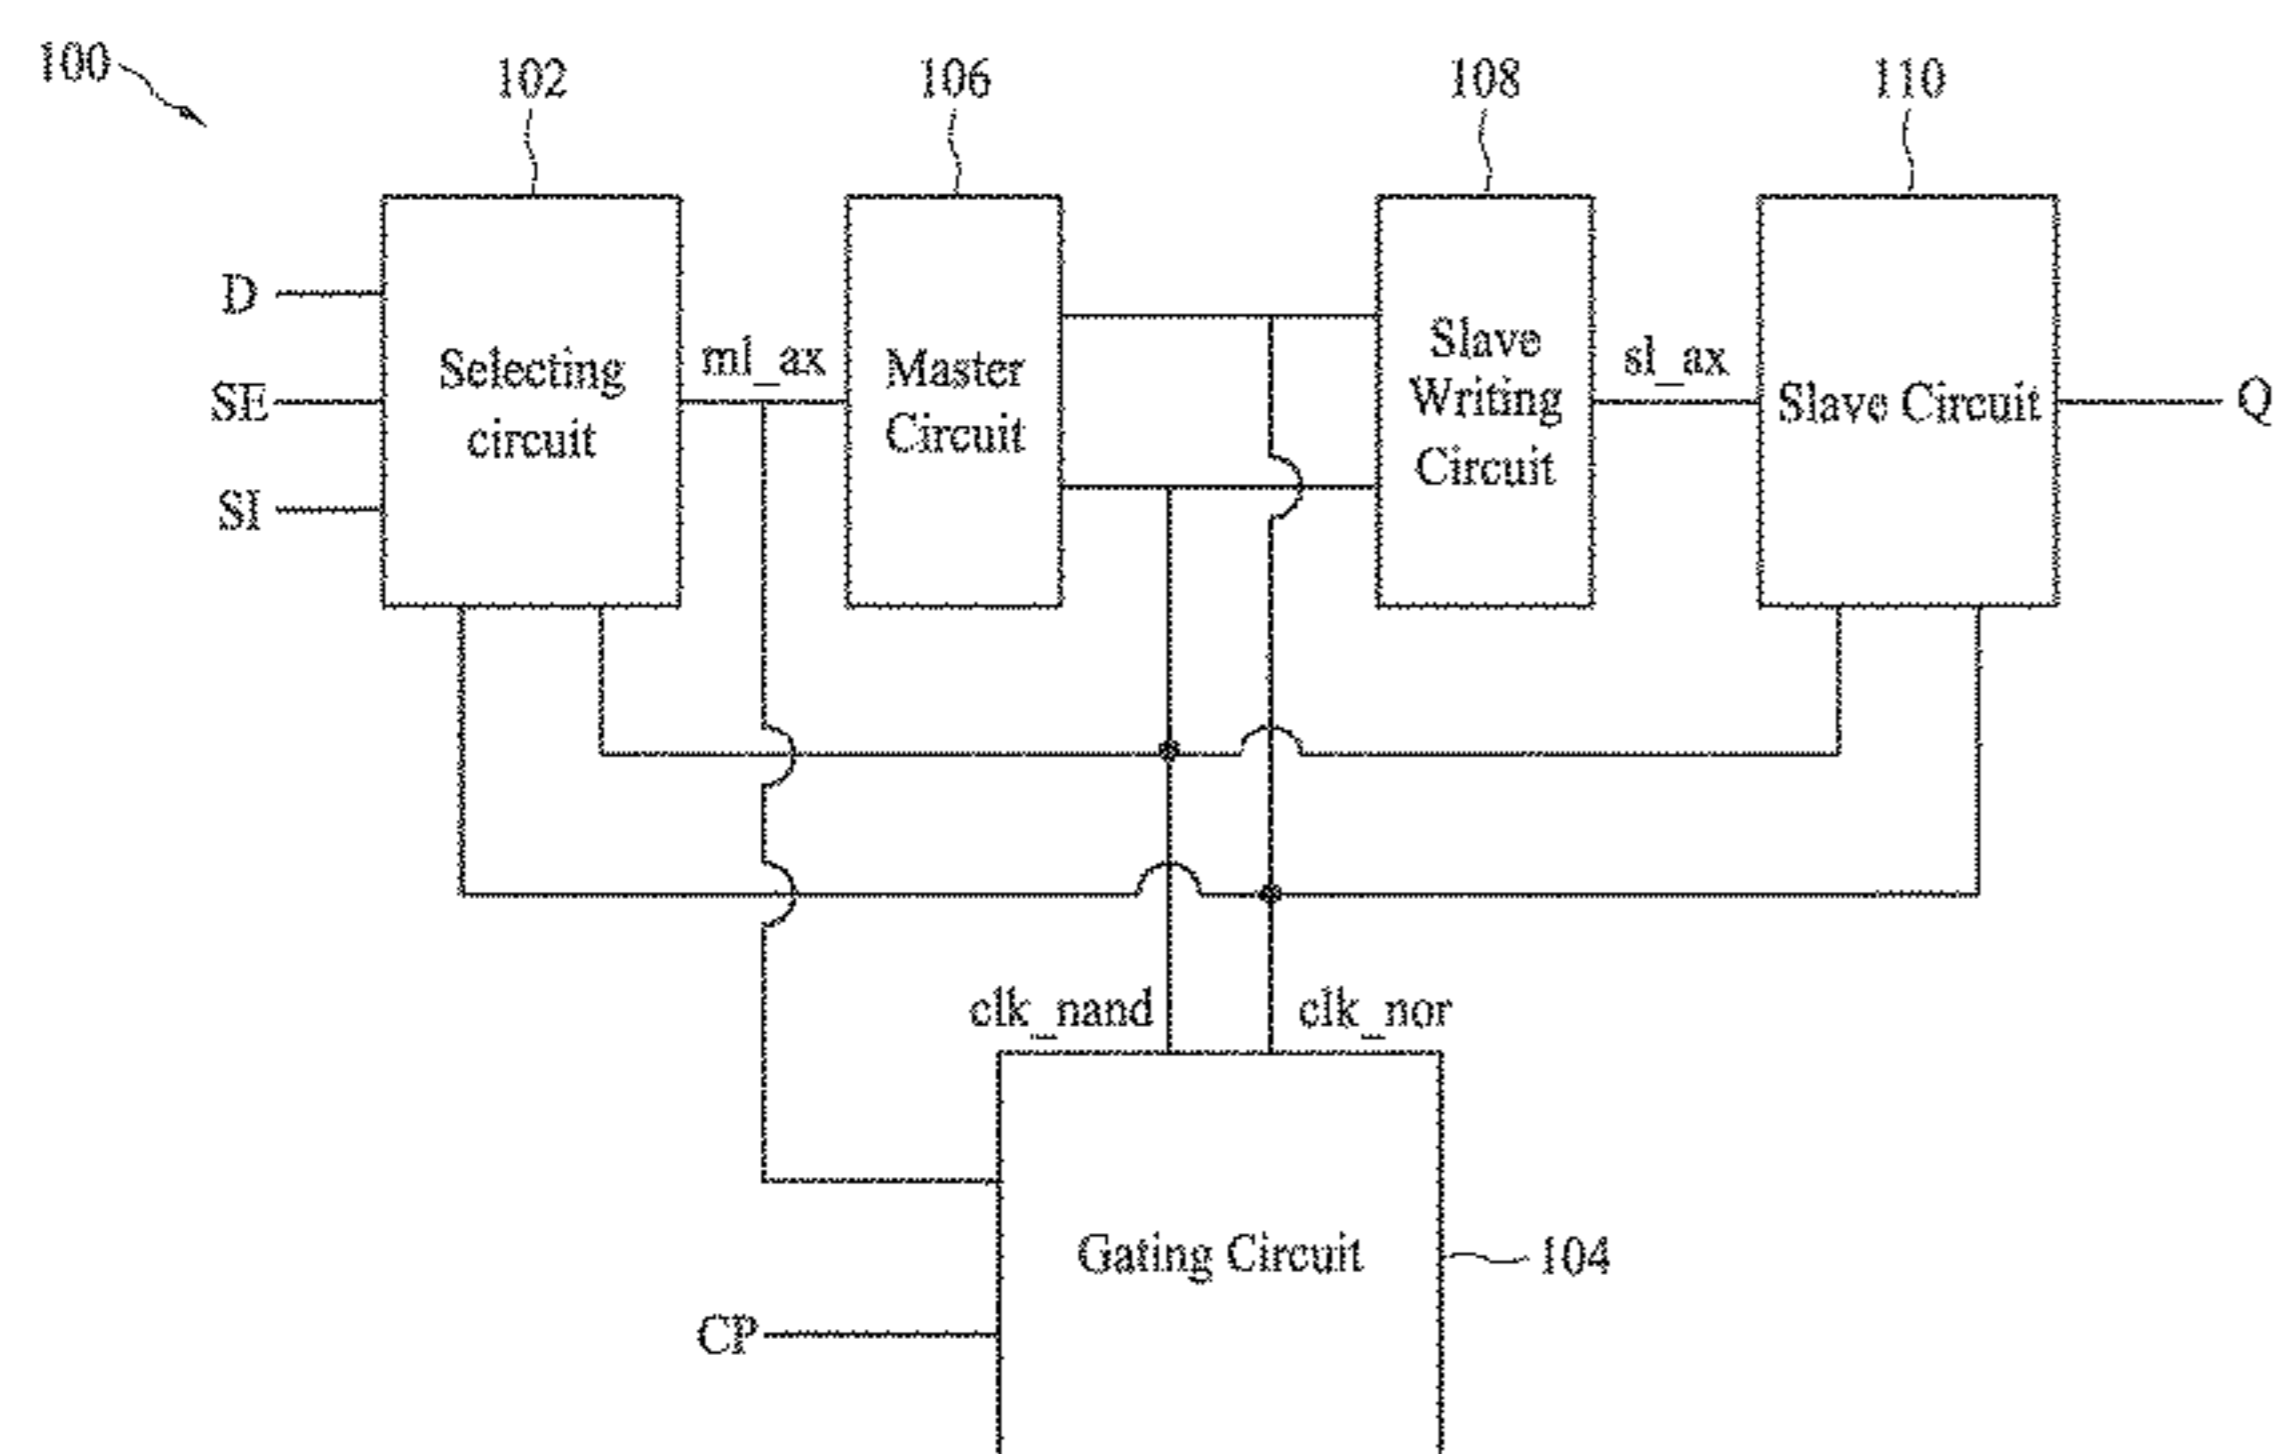 100
102
106
108
110
D
SE
SI
Selecting
circuit
ml_ax
Master
Circuit
Slave
Writing
Circuit
sl_ax
Slave Circuit
Q
clk_nand
clk_nor
Gating Circuit
104
CP